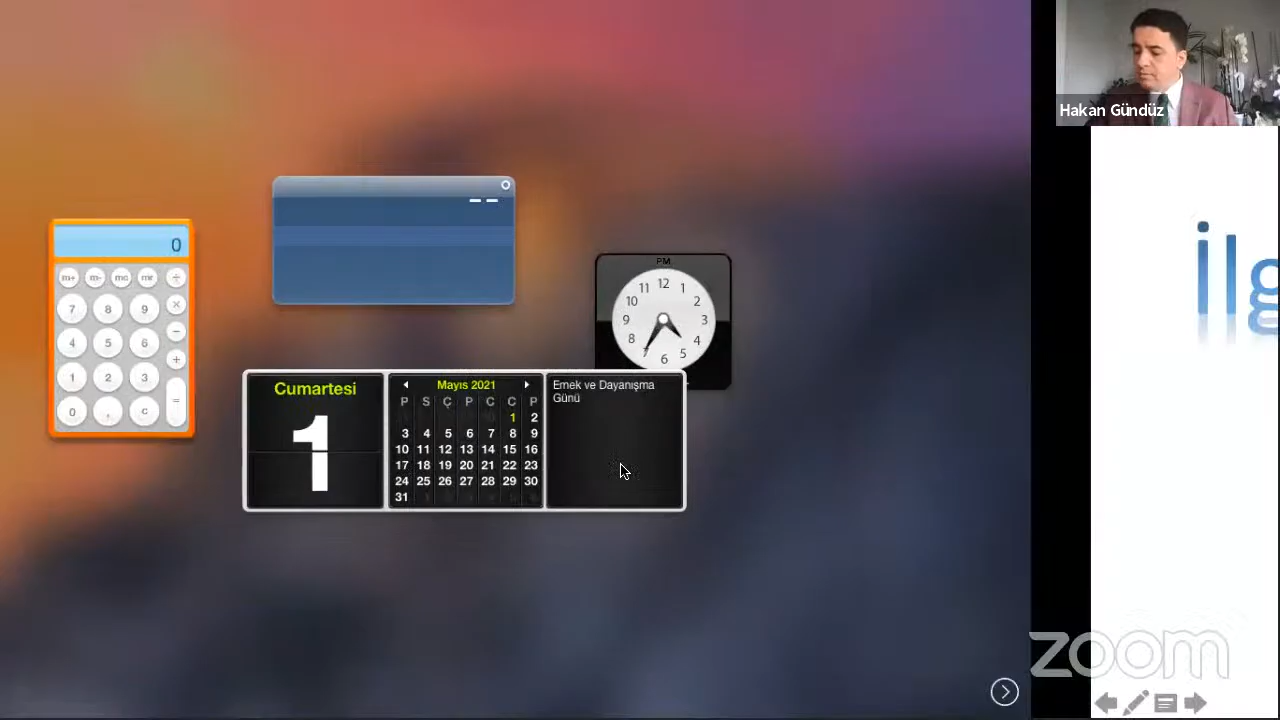 Hakan Gündüz
ilg
0
m+ m- mc mr ÷
7 8 9 ×
4 5 6 −
1 2 3 +
0 , c =
PM
12
11 1
10 2
9 3
8 4
7 5
6
Cumartesi
1
Mayıs 2021
P S Ç P C C P
1 2
3 4 5 6 7 8 9
10 11 12 13 14 15 16
17 18 19 20 21 22 23
24 25 26 27 28 29 30
31
Emek ve Dayanışma
Günü
zoom